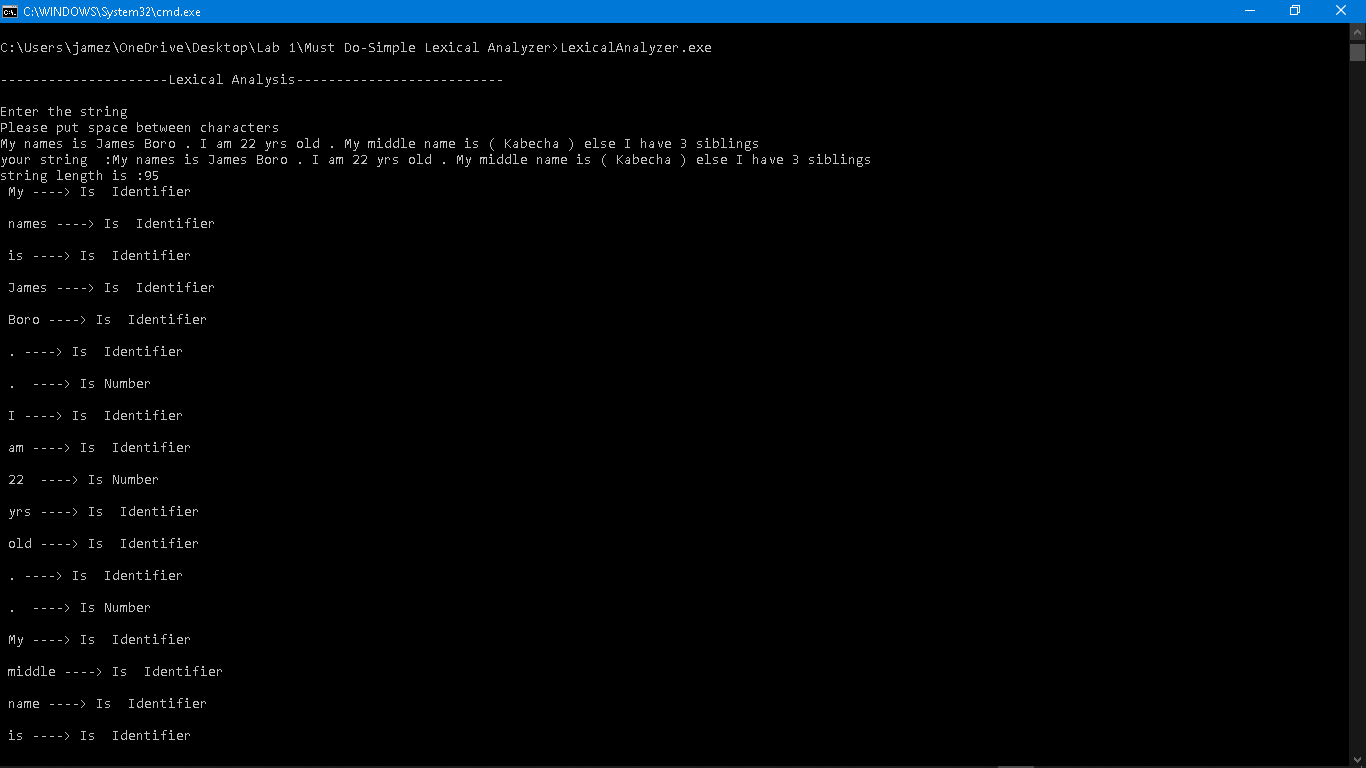 C:\WINDOWS\System32\cmd.exe
C:\Users\jamez\OneDrive\Desktop\Lab 1\Must Do-Simple Lexical Analyzer>LexicalAnalyzer.exe
---------------------Lexical Analysis--------------------------
Enter the string
Please put space between characters
My names is James Boro . I am 22 yrs old . My middle name is ( Kabecha ) else I have 3 siblings
your string  :My names is James Boro . I am 22 yrs old . My middle name is ( Kabecha ) else I have 3 siblings
string length is :95
My ----> Is  Identifier
names ----> Is  Identifier
is ----> Is  Identifier
James ----> Is  Identifier
Boro ----> Is  Identifier
. ----> Is  Identifier
.  ----> Is Number
I ----> Is  Identifier
am ----> Is  Identifier
22  ----> Is Number
yrs ----> Is  Identifier
old ----> Is  Identifier
. ----> Is  Identifier
.  ----> Is Number
My ----> Is  Identifier
middle ----> Is  Identifier
name ----> Is  Identifier
is ----> Is  Identifier